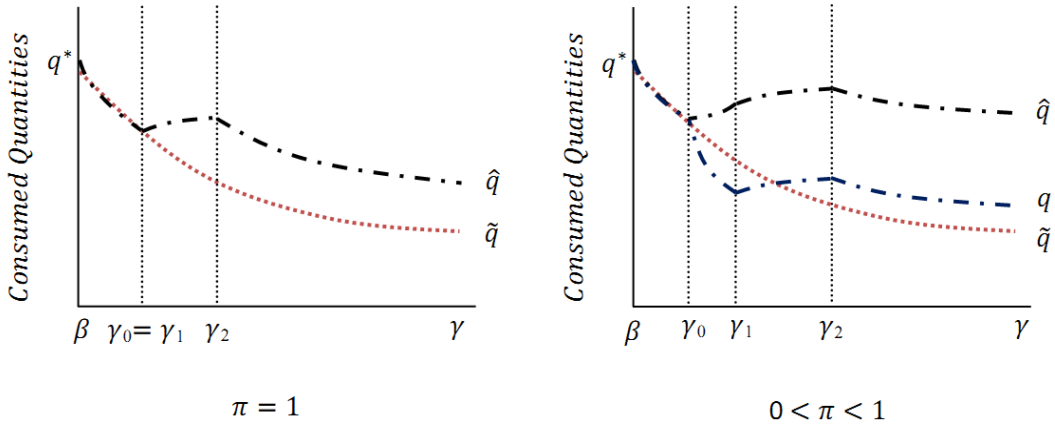 Consumed Quantities
q*
q̂
q̃
β γ₀= γ₁ γ₂ γ
π = 1
Consumed Quantities
q*
q̂
q
q̃
β γ₀ γ₁ γ₂ γ
0 < π < 1